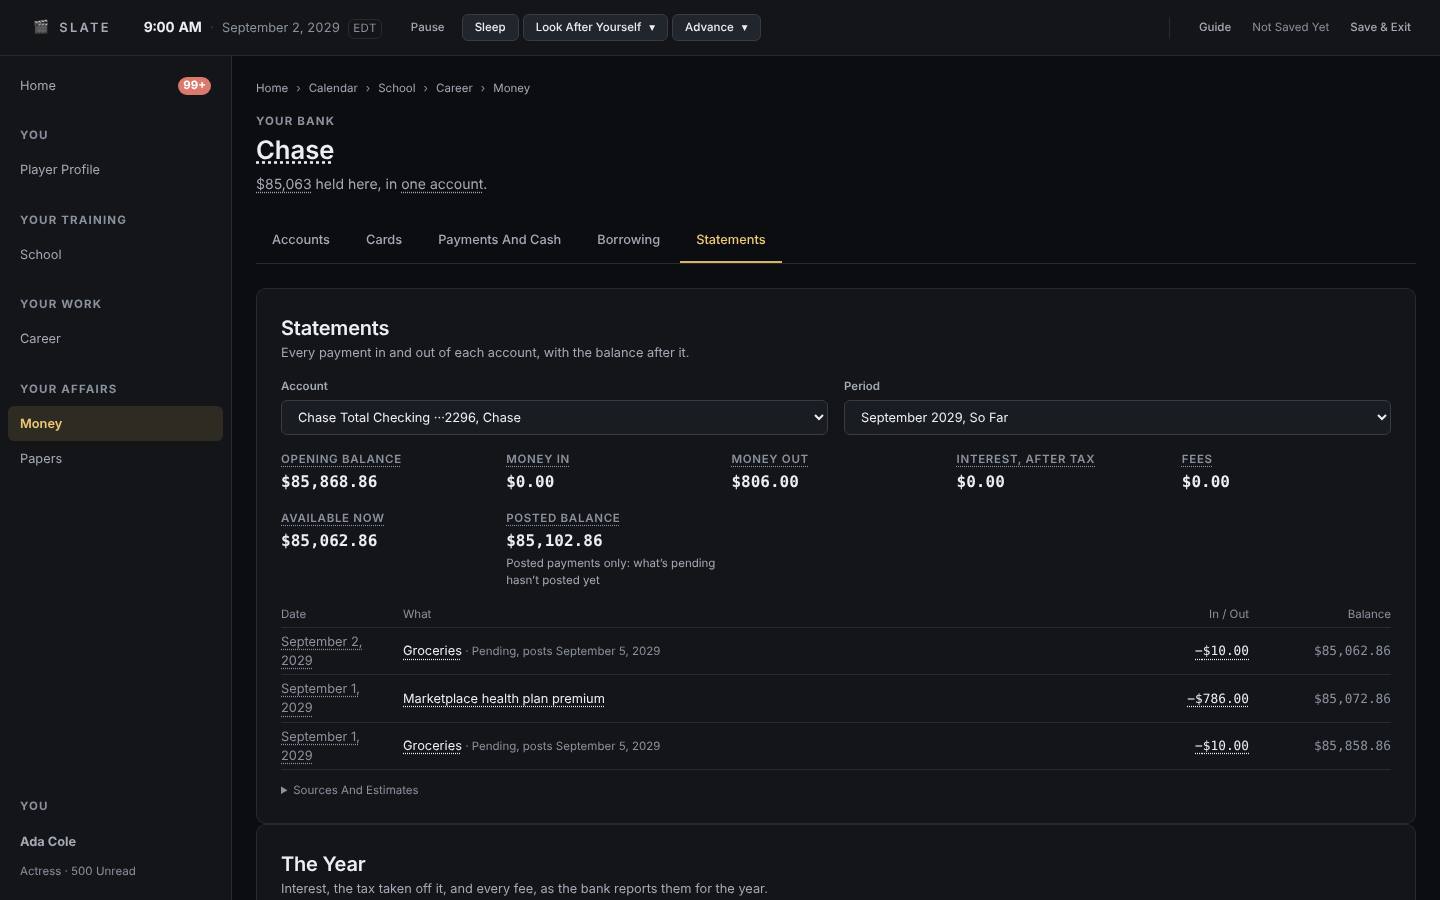 SLATE
9:00 AM · September 2, 2029 EDT
Pause
Sleep
Look After Yourself ▾
Advance ▾
Guide
Not Saved Yet
Save & Exit
Home
99+
YOU
Player Profile
YOUR TRAINING
School
YOUR WORK
Career
YOUR AFFAIRS
Money
Papers
YOU
Ada Cole
Actress · 500 Unread
Home › Calendar › School › Career › Money
YOUR BANK
Chase
$85,063 held here, in one account.
Accounts
Cards
Payments And Cash
Borrowing
Statements
Statements
Every payment in and out of each account, with the balance after it.
Account
Chase Total Checking ···2296, Chase
Period
September 2029, So Far
OPENING BALANCE
$85,868.86
MONEY IN
$0.00
MONEY OUT
$806.00
INTEREST, AFTER TAX
$0.00
FEES
$0.00
AVAILABLE NOW
$85,062.86
POSTED BALANCE
$85,102.86
Posted payments only: what's pending
hasn't posted yet
Date What In / Out Balance
September 2,
2029
Groceries · Pending, posts September 5, 2029 −$10.00 $85,062.86
September 1,
2029
Marketplace health plan premium −$786.00 $85,072.86
September 1,
2029
Groceries · Pending, posts September 5, 2029 −$10.00 $85,858.86
▶ Sources And Estimates
The Year
Interest, the tax taken off it, and every fee, as the bank reports them for the year.